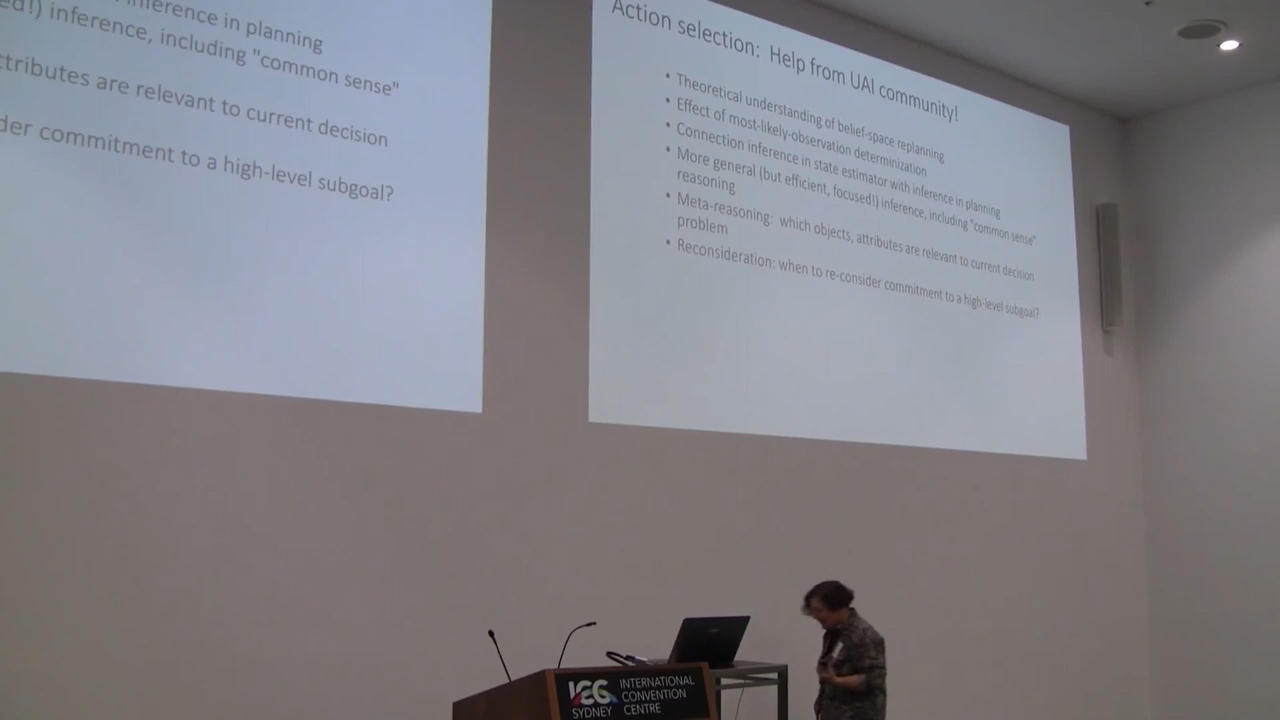 inference in planning
ed!) inference, including "common sense"
attributes are relevant to current decision
der commitment to a high-level subgoal?
Action selection: Help from UAI community!
• Theoretical understanding of belief-space replanning
• Effect of most-likely-observation determinization
• Connection inference in state estimator with inference in planning
• More general (but efficient, focused!) inference, including "common sense"
reasoning
• Meta-reasoning: which objects, attributes are relevant to current decision
problem
• Reconsideration: when to re-consider commitment to a high-level subgoal?
ICC
SYDNEY
INTERNATIONAL
CONVENTION
CENTRE